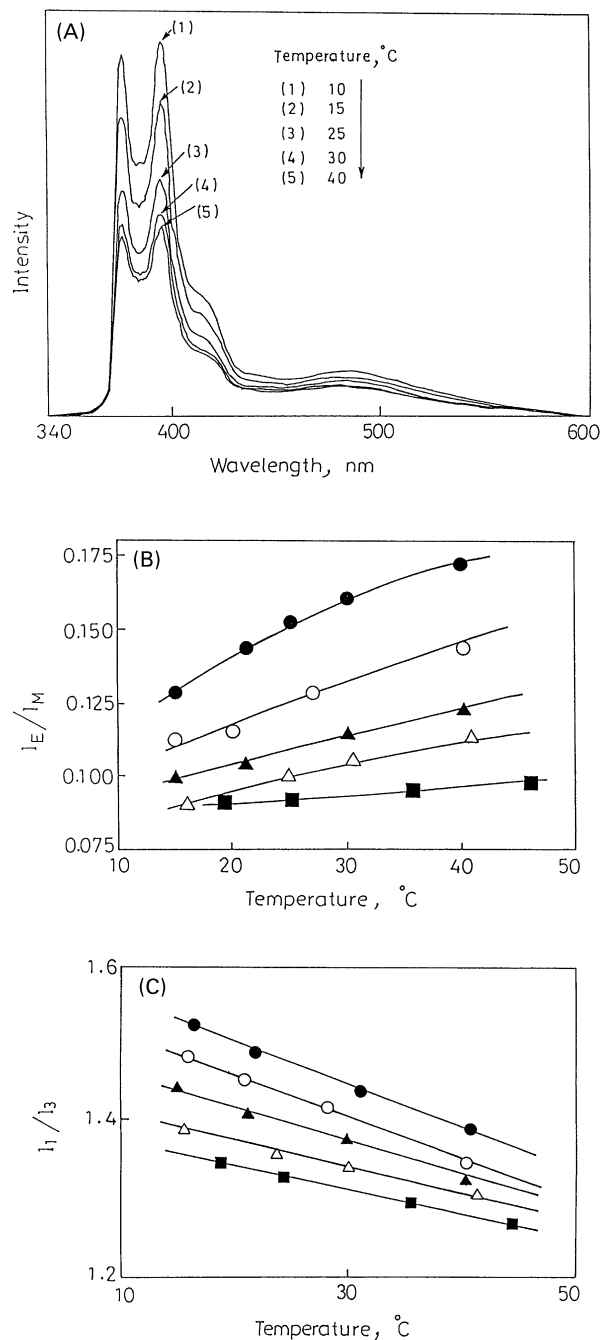 (A)
Intensity
(1)
(2)
(3)
(4)
(5)
Temperature, °C
(1) 10
(2) 15
(3) 25
(4) 30
(5) 40
340 400 500 600
Wavelength, nm
(B)
I_E/I_M
0.175
0.150
0.125
0.100
0.075
10 20 30 40 50
Temperature, °C
(C)
I_1/I_3
1.6
1.4
1.2
10 30 50
Temperature, °C